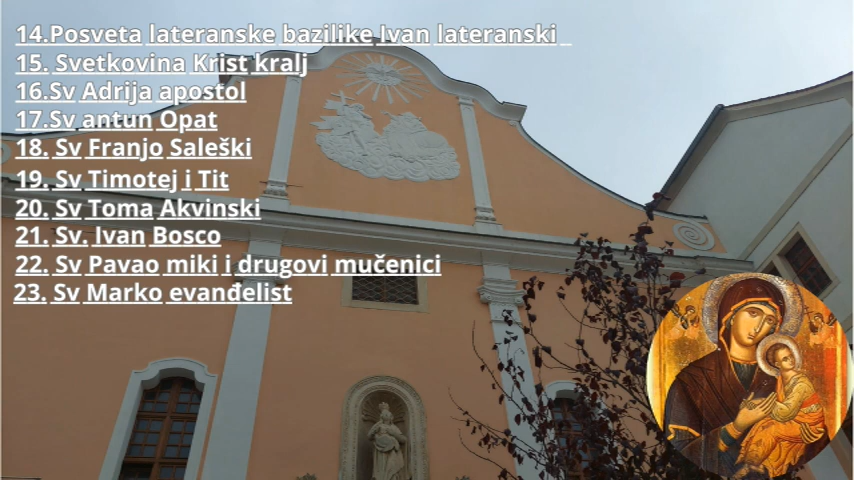 14.Posveta lateranske bazilike Ivan lateranski
15. Svetkovina Krist kralj
16.Sv Adrija apostol
17.Sv antun Opat
18. Sv Franjo Saleški
19. Sv Timotej i Tit
20. Sv Toma Akvinski
21. Sv. Ivan Bosco
22. Sv Pavao miki i drugovi mučenici
23. Sv Marko evanđelist